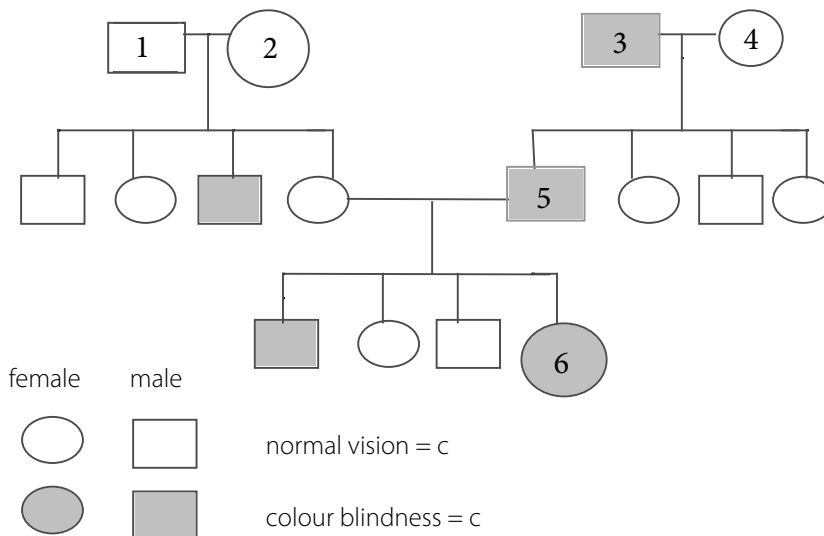 1
2
3
4
5
6
female male
normal vision = c
colour blindness = c